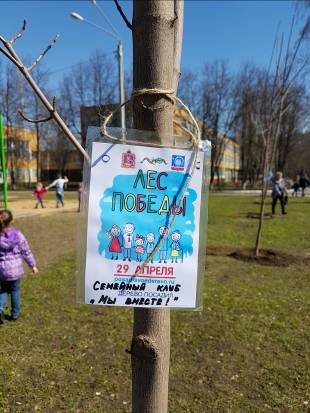 ЛЕС
ПОБЕДЫ
29 АПРЕЛЯ
ДЕРЕВО ПОСАДИЛ
СЕМЕЙНЫЙ КЛУБ
"МЫ ВМЕСТЕ!"